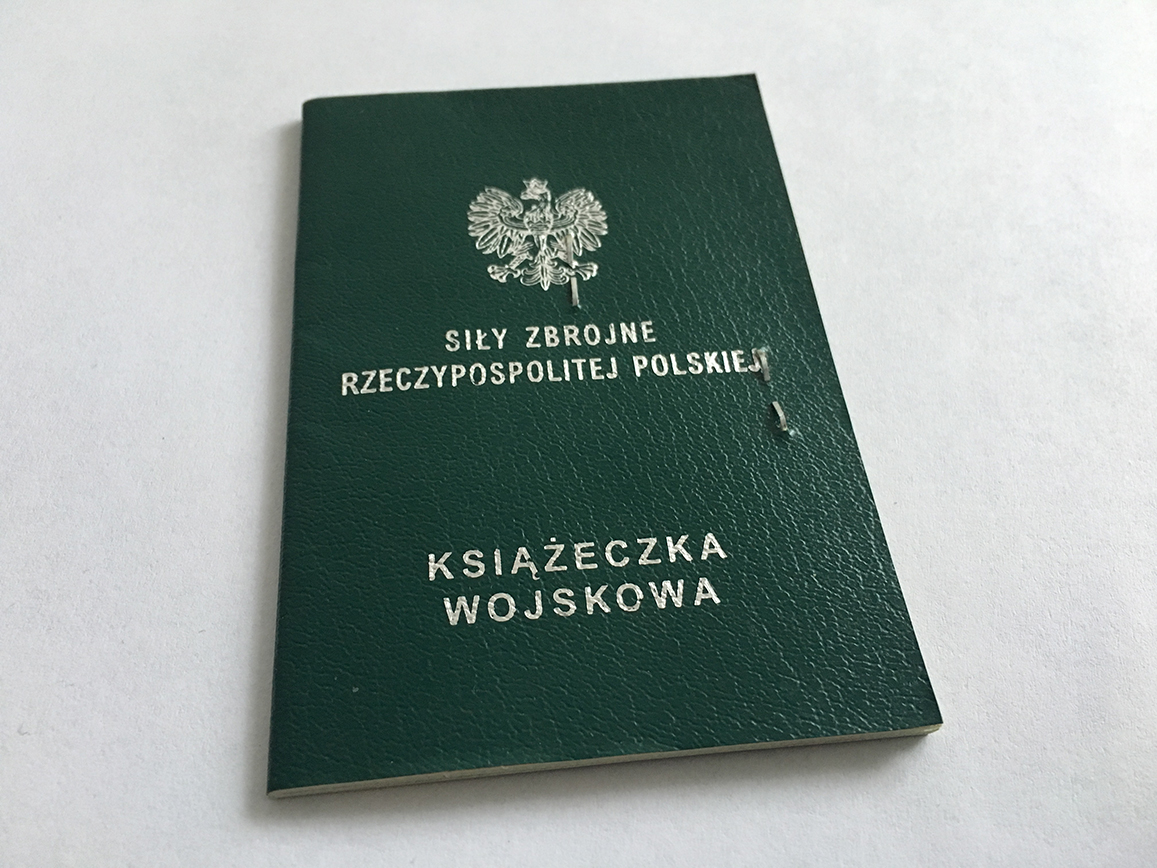 SIŁY ZBROJNE
RZECZYPOSPOLITEJ POLSKIEJ
KSIĄŻECZKA
WOJSKOWA